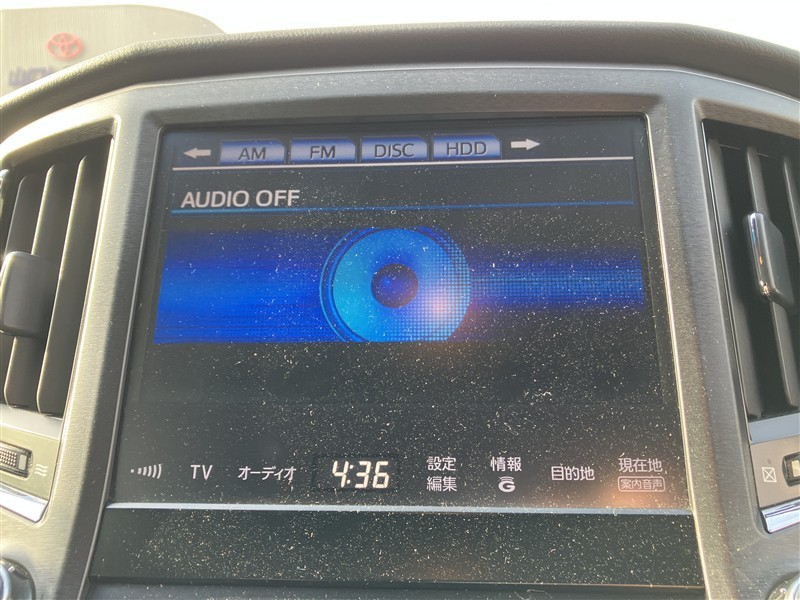 AM FM DISC HDD
AUDIO OFF
TV オーディオ 4:36 設定 編集 情報 G 目的地 現在地 案内音声